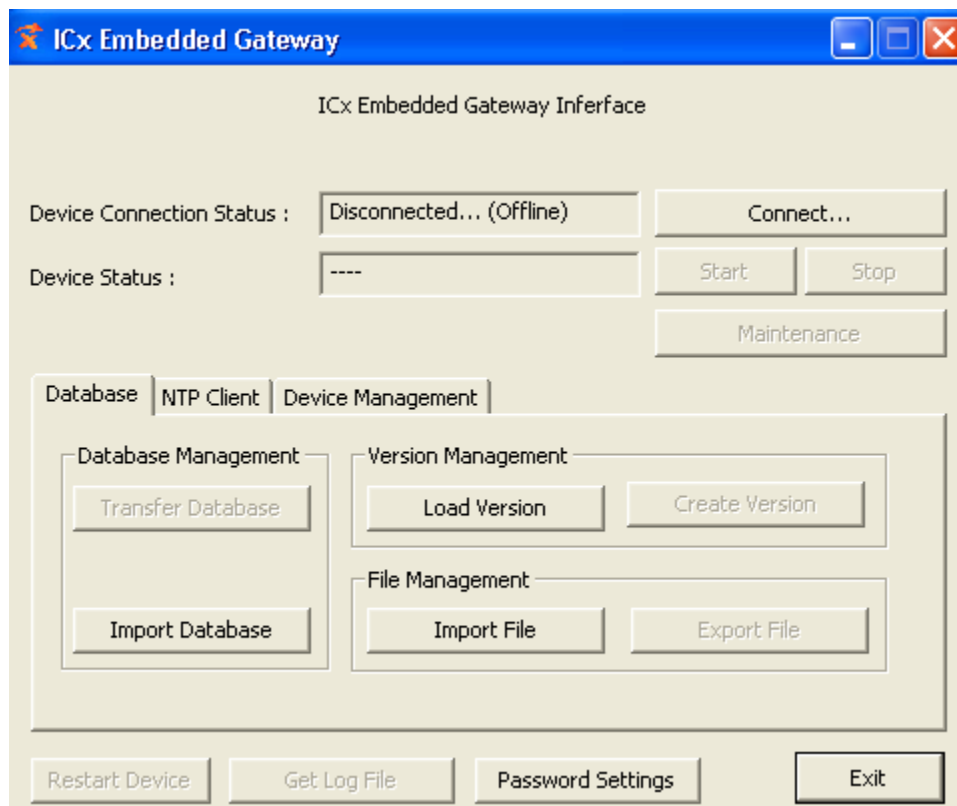 ICx Embedded Gateway
ICx Embedded Gateway Inferface
Device Connection Status : Disconnected... (Offline) Connect...
Device Status : ---- Start Stop
Maintenance
Database NTP Client Device Management
Database Management Version Management
Transfer Database Load Version Create Version
File Management
Import Database Import File Export File
Restart Device Get Log File Password Settings Exit